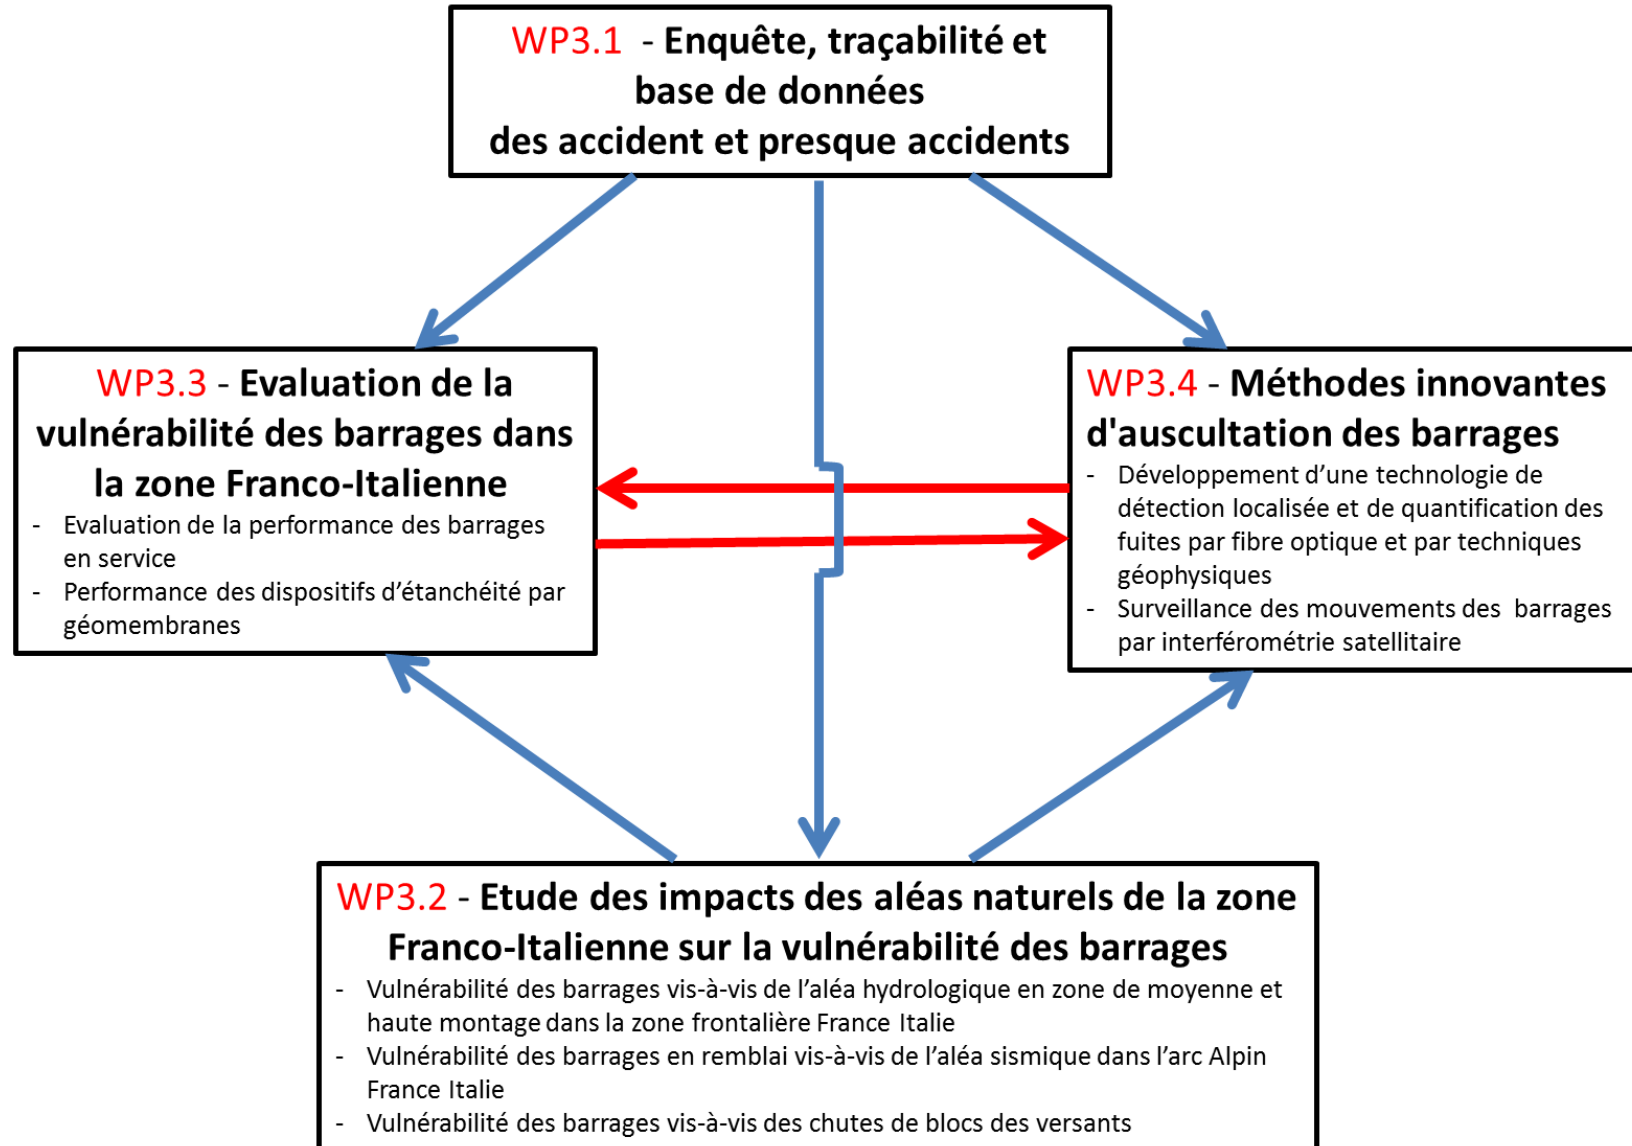 WP3.1 - Enquête, traçabilité et
base de données
des accident et presque accidents
WP3.3 - Evaluation de la
vulnérabilité des barrages dans
la zone Franco-Italienne
- Evaluation de la performance des barrages
en service
- Performance des dispositifs d’étanchéité par
géomembranes
WP3.4 - Méthodes innovantes
d'auscultation des barrages
- Développement d’une technologie de
détection localisée et de quantification des
fuites par fibre optique et par techniques
géophysiques
- Surveillance des mouvements des barrages
par interférométrie satellitaire
WP3.2 - Etude des impacts des aléas naturels de la zone
Franco-Italienne sur la vulnérabilité des barrages
- Vulnérabilité des barrages vis-à-vis de l’aléa hydrologique en zone de moyenne et
haute montage dans la zone frontalière France Italie
- Vulnérabilité des barrages en remblai vis-à-vis de l’aléa sismique dans l’arc Alpin
France Italie
- Vulnérabilité des barrages vis-à-vis des chutes de blocs des versants